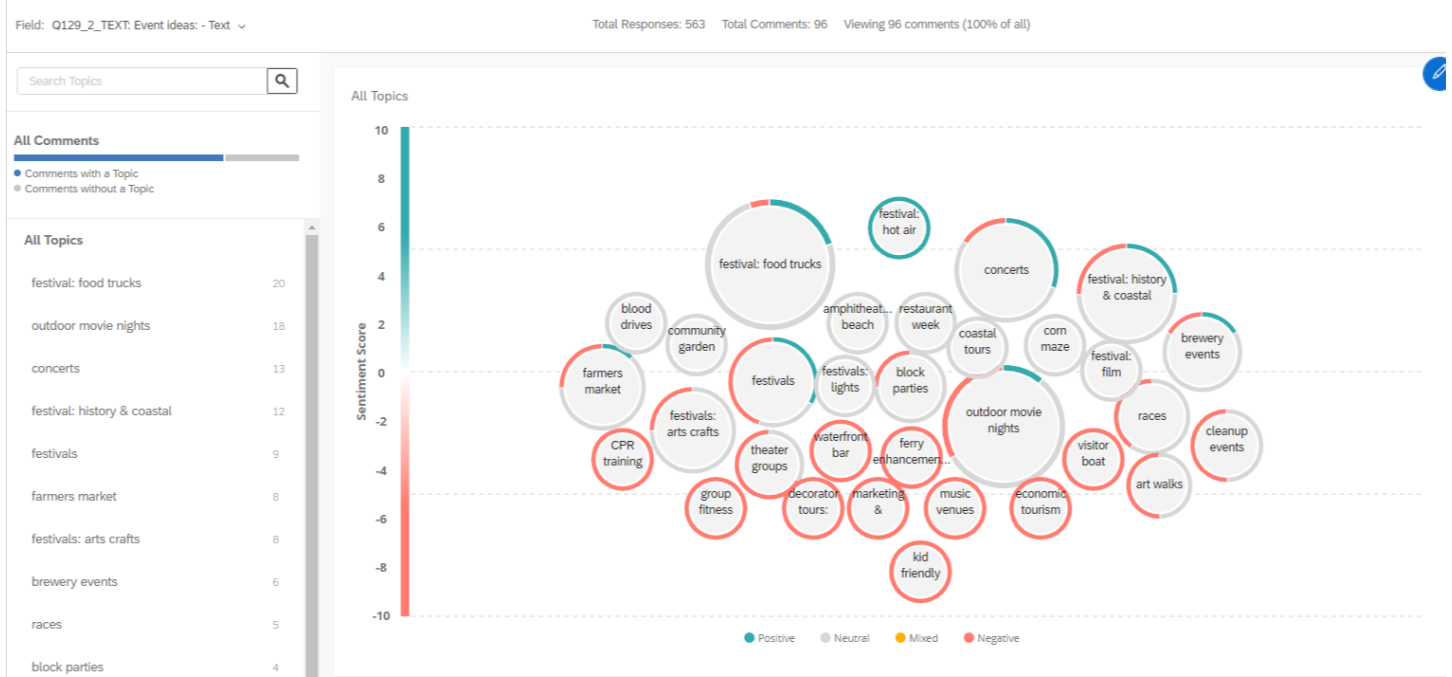 Field: Q129_2_TEXT: Event ideas: - Text
Total Responses: 563 Total Comments: 96 Viewing 96 comments (100% of all)
Search Topics
All Comments
Comments with a Topic
Comments without a Topic
All Topics
festival: food trucks 20
outdoor movie nights 18
concerts 13
festival: history & coastal 12
festivals 9
farmers market 8
festivals: arts crafts 8
brewery events 6
races 5
block parties 4
All Topics
Sentiment Score
10
8
6
4
2
0
-2
-4
-6
-8
-10
festival: food trucks
festival:
hot air
concerts
festival: history
& coastal
blood
drives
community
garden
amphitheat...
beach
restaurant
week
coastal
tours
corn
maze
festival:
film
brewery
events
farmers
market
festivals
festivals:
lights
block
parties
outdoor movie
nights
races
cleanup
events
festivals:
arts crafts
CPR
training
theater
groups
waterfront
bar
ferry
enhancemen...
visitor
boat
art walks
group
fitness
decorator
tours:
marketing
&
music
venues
economic
tourism
kid
friendly
Positive
Neutral
Mixed
Negative